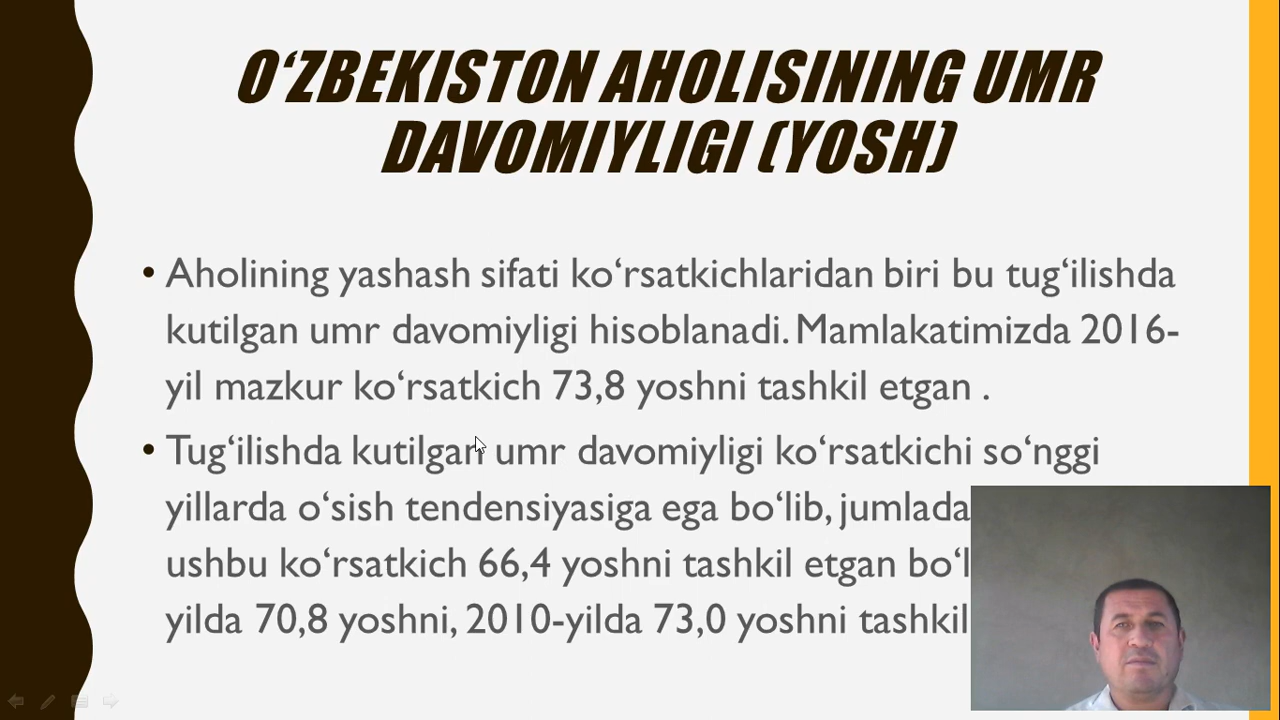 O‘ZBEKISTON AHOLISINING UMR
DAVOMIYLIGI (YOSH)
• Aholining yashash sifati ko‘rsatkichlaridan biri bu tug‘ilishda
kutilgan umr davomiyligi hisoblanadi. Mamlakatimizda 2016-
yil mazkur ko‘rsatkich 73,8 yoshni tashkil etgan .
• Tug‘ilishda kutilgan umr davomiyligi ko‘rsatkichi so‘nggi
yillarda o‘sish tendensiyasiga ega bo‘lib, jumlada
ushbu ko‘rsatkich 66,4 yoshni tashkil etgan
yilda 70,8 yoshni, 2010-yilda 73,0 yoshni tashkil